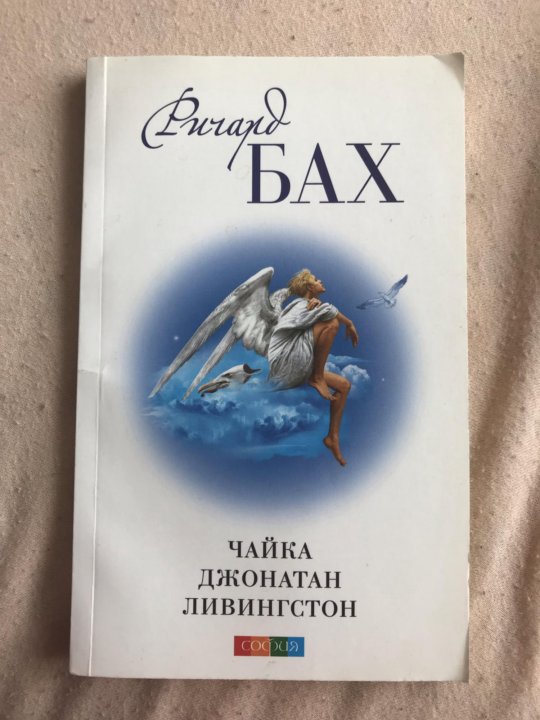 Ричард
БАХ
ЧАЙКА
ДЖОНАТАН
ЛИВИНГСТОН
СОФИЯ